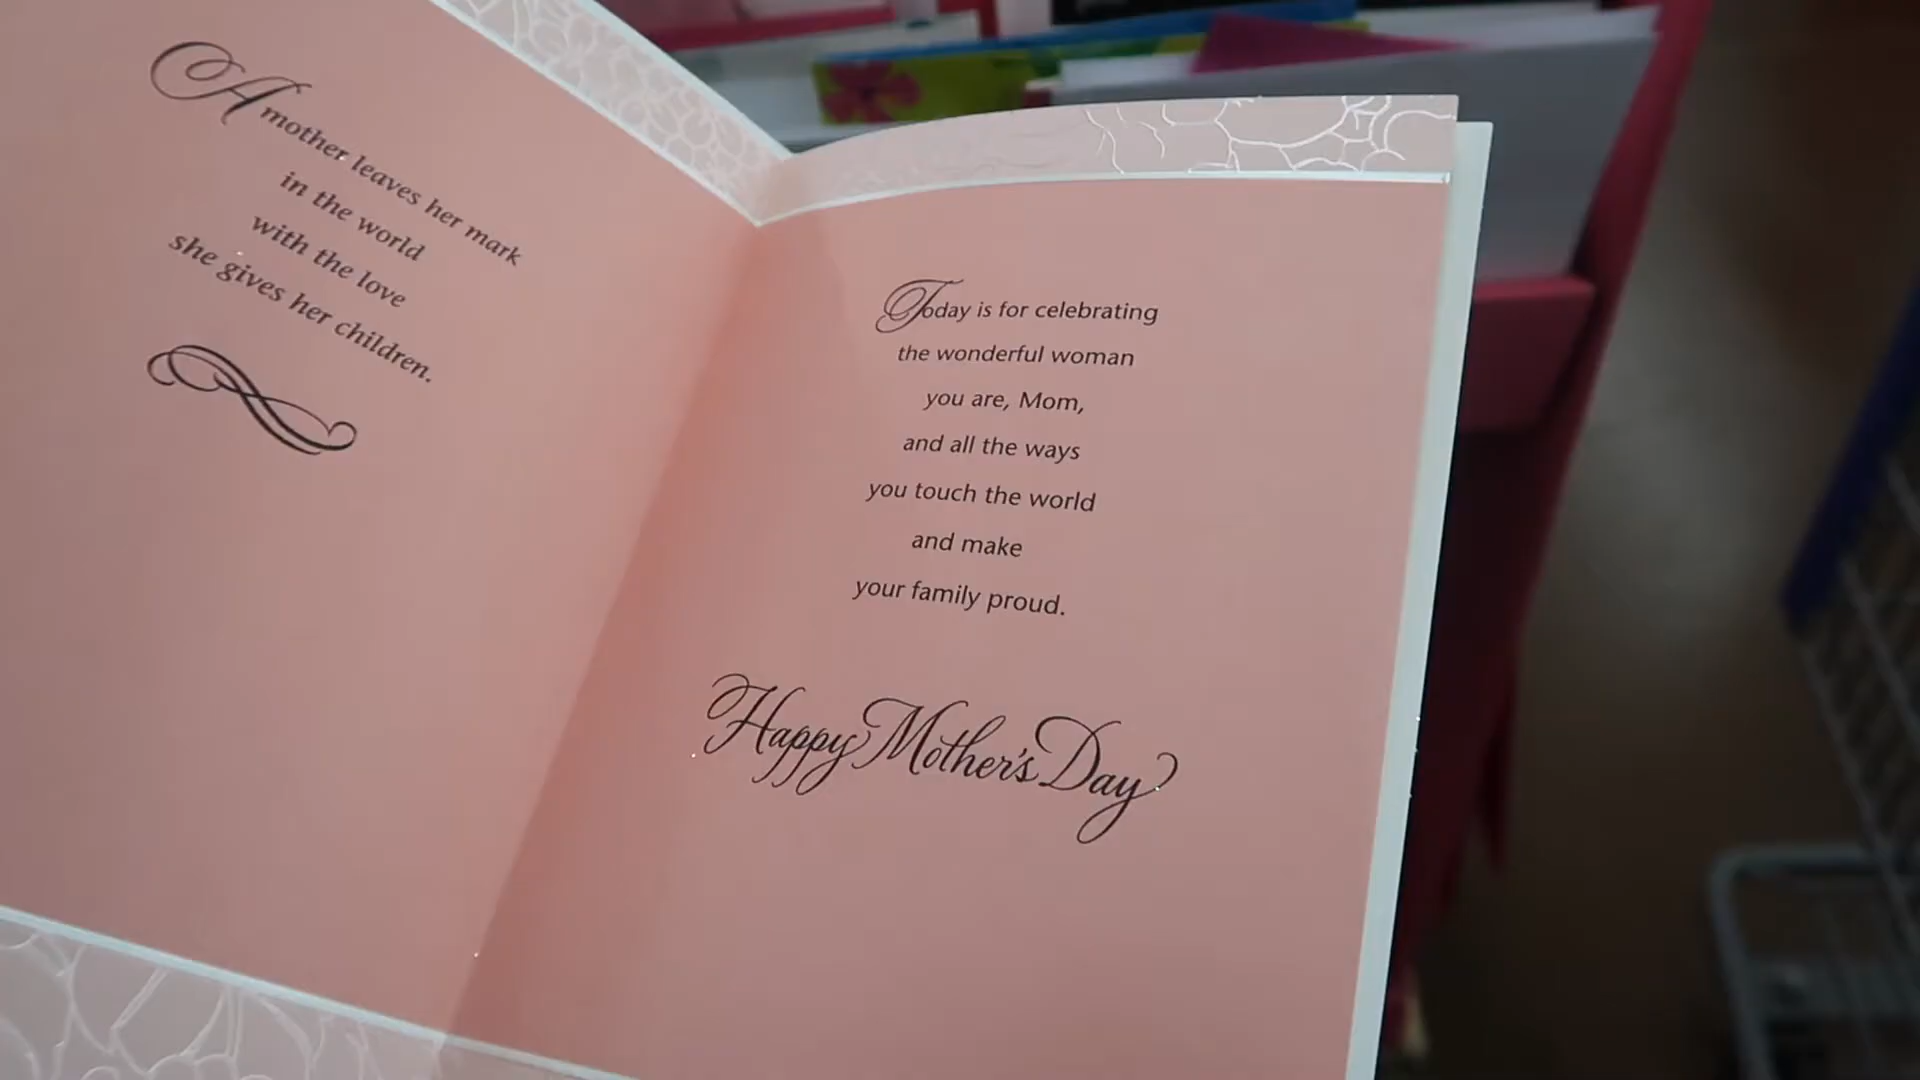 A mother leaves her mark
in the world
with the love
she gives her children.
Today is for celebrating
the wonderful woman
you are, Mom,
and all the ways
you touch the world
and make
your family proud.
Happy Mother's Day